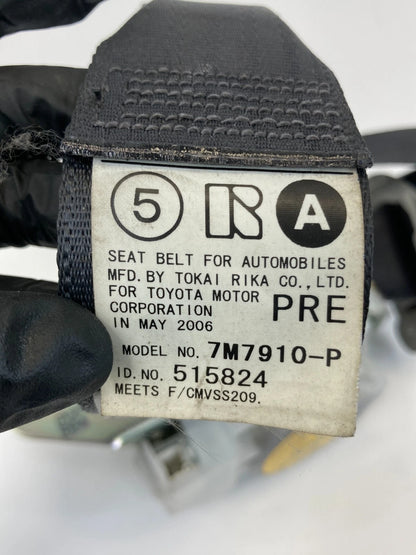 5 R A
SEAT BELT FOR AUTOMOBILES
MFD. BY TOKAI RIKA CO., LTD.
FOR TOYOTA MOTOR
CORPORATION PRE
IN MAY 2006
MODEL NO. 7M7910-P
ID. NO. 515824
MEETS F/CMVSS209.